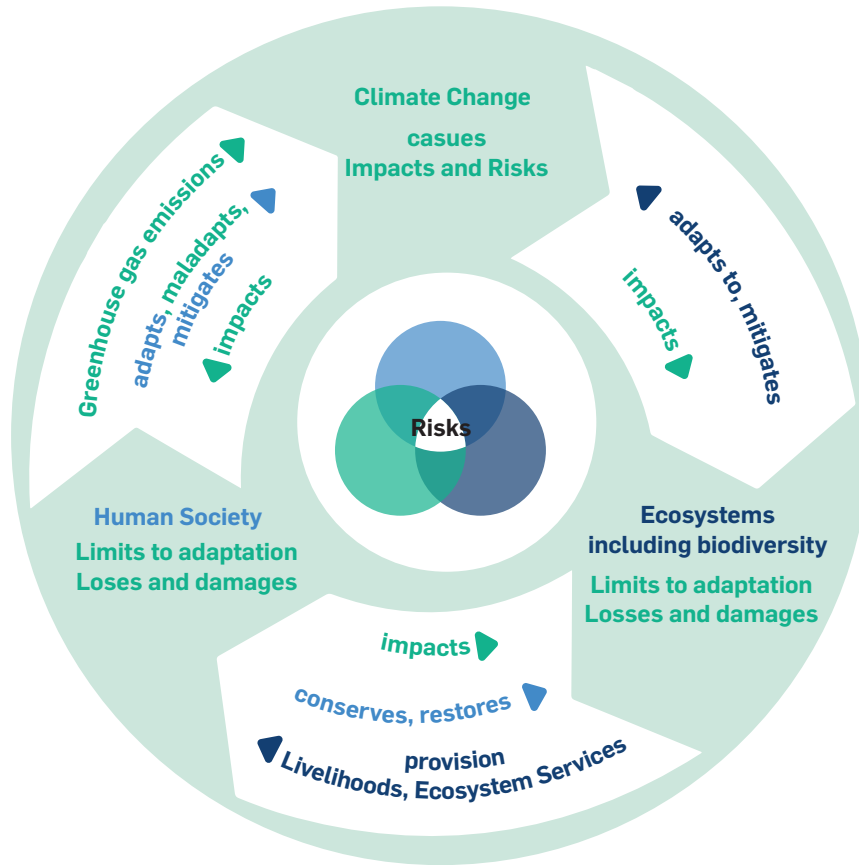 Climate Change
casues
Impacts and Risks
Greenhouse gas emissions
adapts, maladapts,
mitigates
impacts
adapts to, mitigates
impacts
Risks
Human Society
Limits to adaptation
Loses and damages
Ecosystems
including biodiversity
Limits to adaptation
Losses and damages
impacts
conserves, restores
provision
Livelihoods, Ecosystem Services